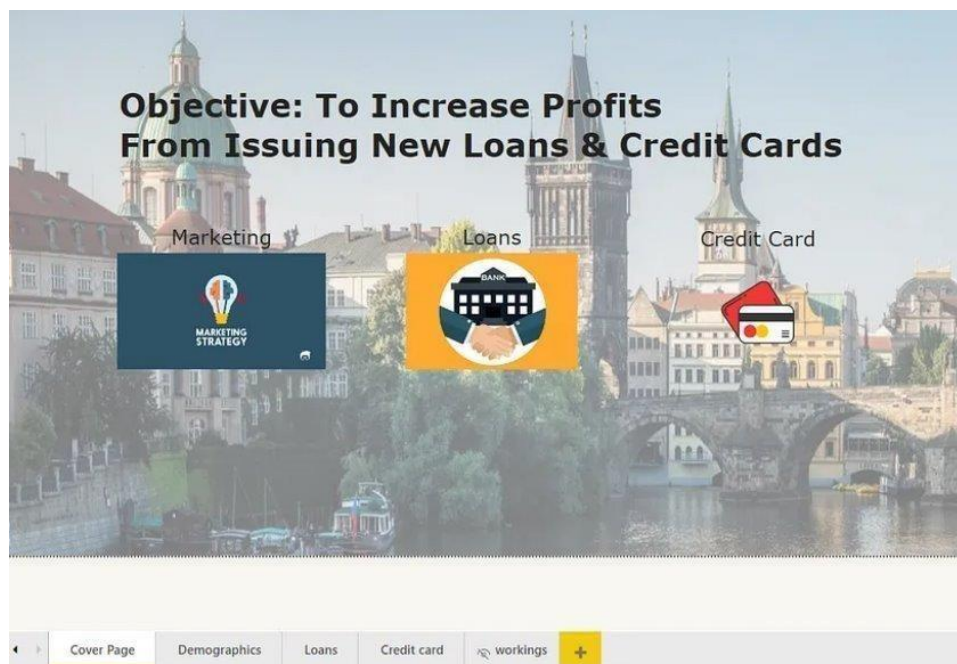 Objective: To Increase Profits
From Issuing New Loans & Credit Cards
Marketing
Loans
Credit Card
MARKETING
STRATEGY
BANK
Cover Page
Demographics
Loans
Credit card
workings
+